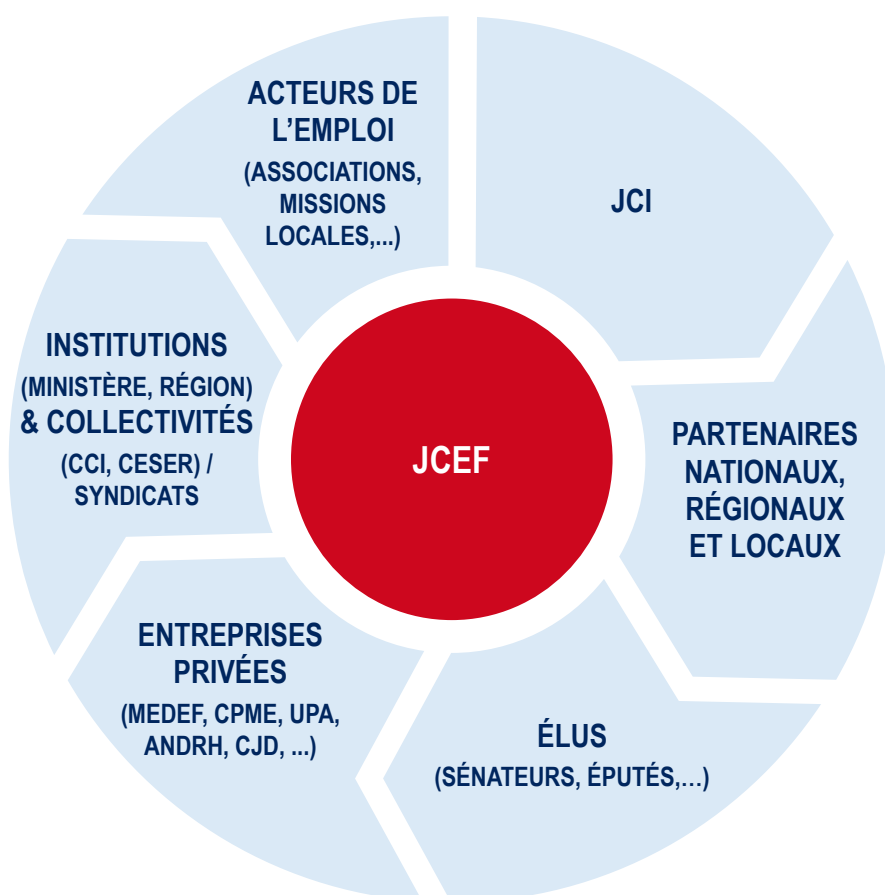 ACTEURS DE
L'EMPLOI
(ASSOCIATIONS,
MISSIONS
LOCALES,...)
JCI
PARTENAIRES
NATIONAUX,
RÉGIONAUX
ET LOCAUX
ÉLUS
(SÉNATEURS, ÉPUTÉS,...)
ENTREPRISES
PRIVÉES
(MEDEF, CPME, UPA,
ANDRH, CJD, ...)
INSTITUTIONS
(MINISTÈRE, RÉGION)
& COLLECTIVITÉS
(CCI, CESER) /
SYNDICATS
JCEF